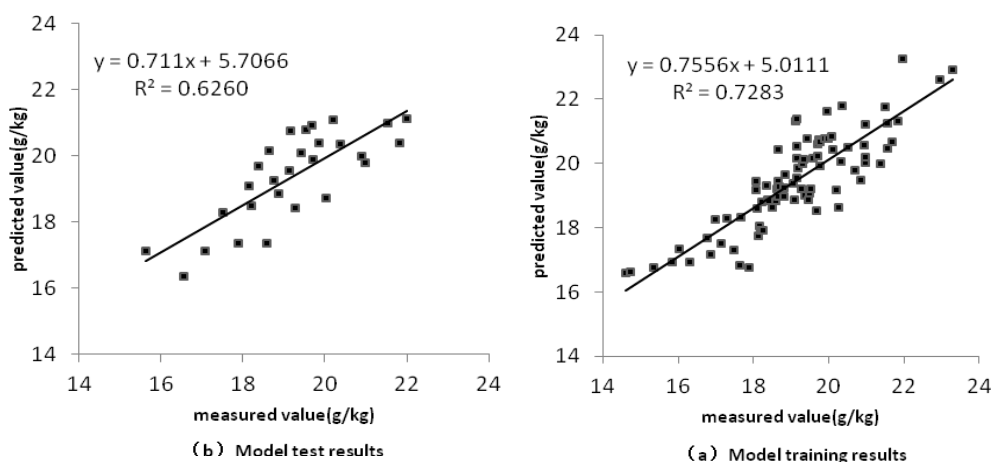 24
22
20
18
16
14
predicted value(g/kg)
y = 0.711x + 5.7066
R² = 0.6260
14 16 18 20 22 24
measured value(g/kg)
（b）Model test results
24
22
20
18
16
14
predicted value(g/kg)
y = 0.7556x + 5.0111
R² = 0.7283
14 16 18 20 22 24
measured value(g/kg)
（a）Model training results